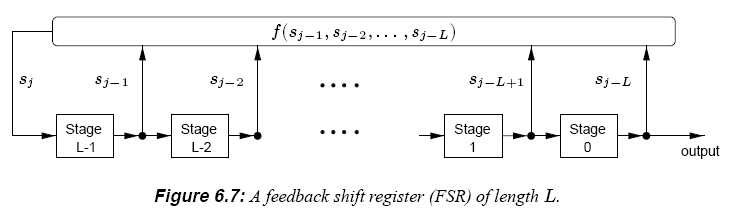 f(s_{j−1}, s_{j−2}, . . . , s_{j−L})
s_j
s_{j−1}
s_{j−2}
. . . .
s_{j−L+1}
s_{j−L}
Stage
L-1
Stage
L-2
. . . .
Stage
1
Stage
0
output
Figure 6.7: A feedback shift register (FSR) of length L.